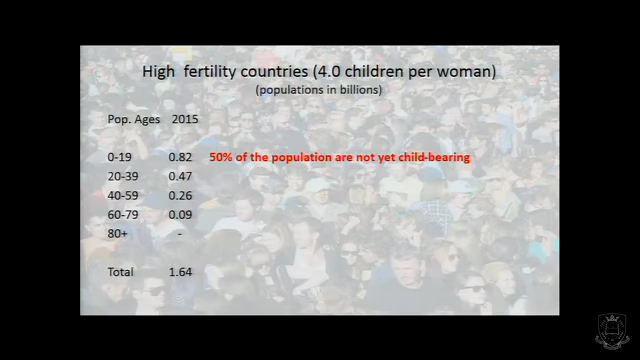 High fertility countries (4.0 children per woman)
(populations in billions)
Pop. Ages 2015
0-19 0.82 50% of the population are not yet child-bearing
20-39 0.47
40-59 0.26
60-79 0.09
80+ -
Total 1.64